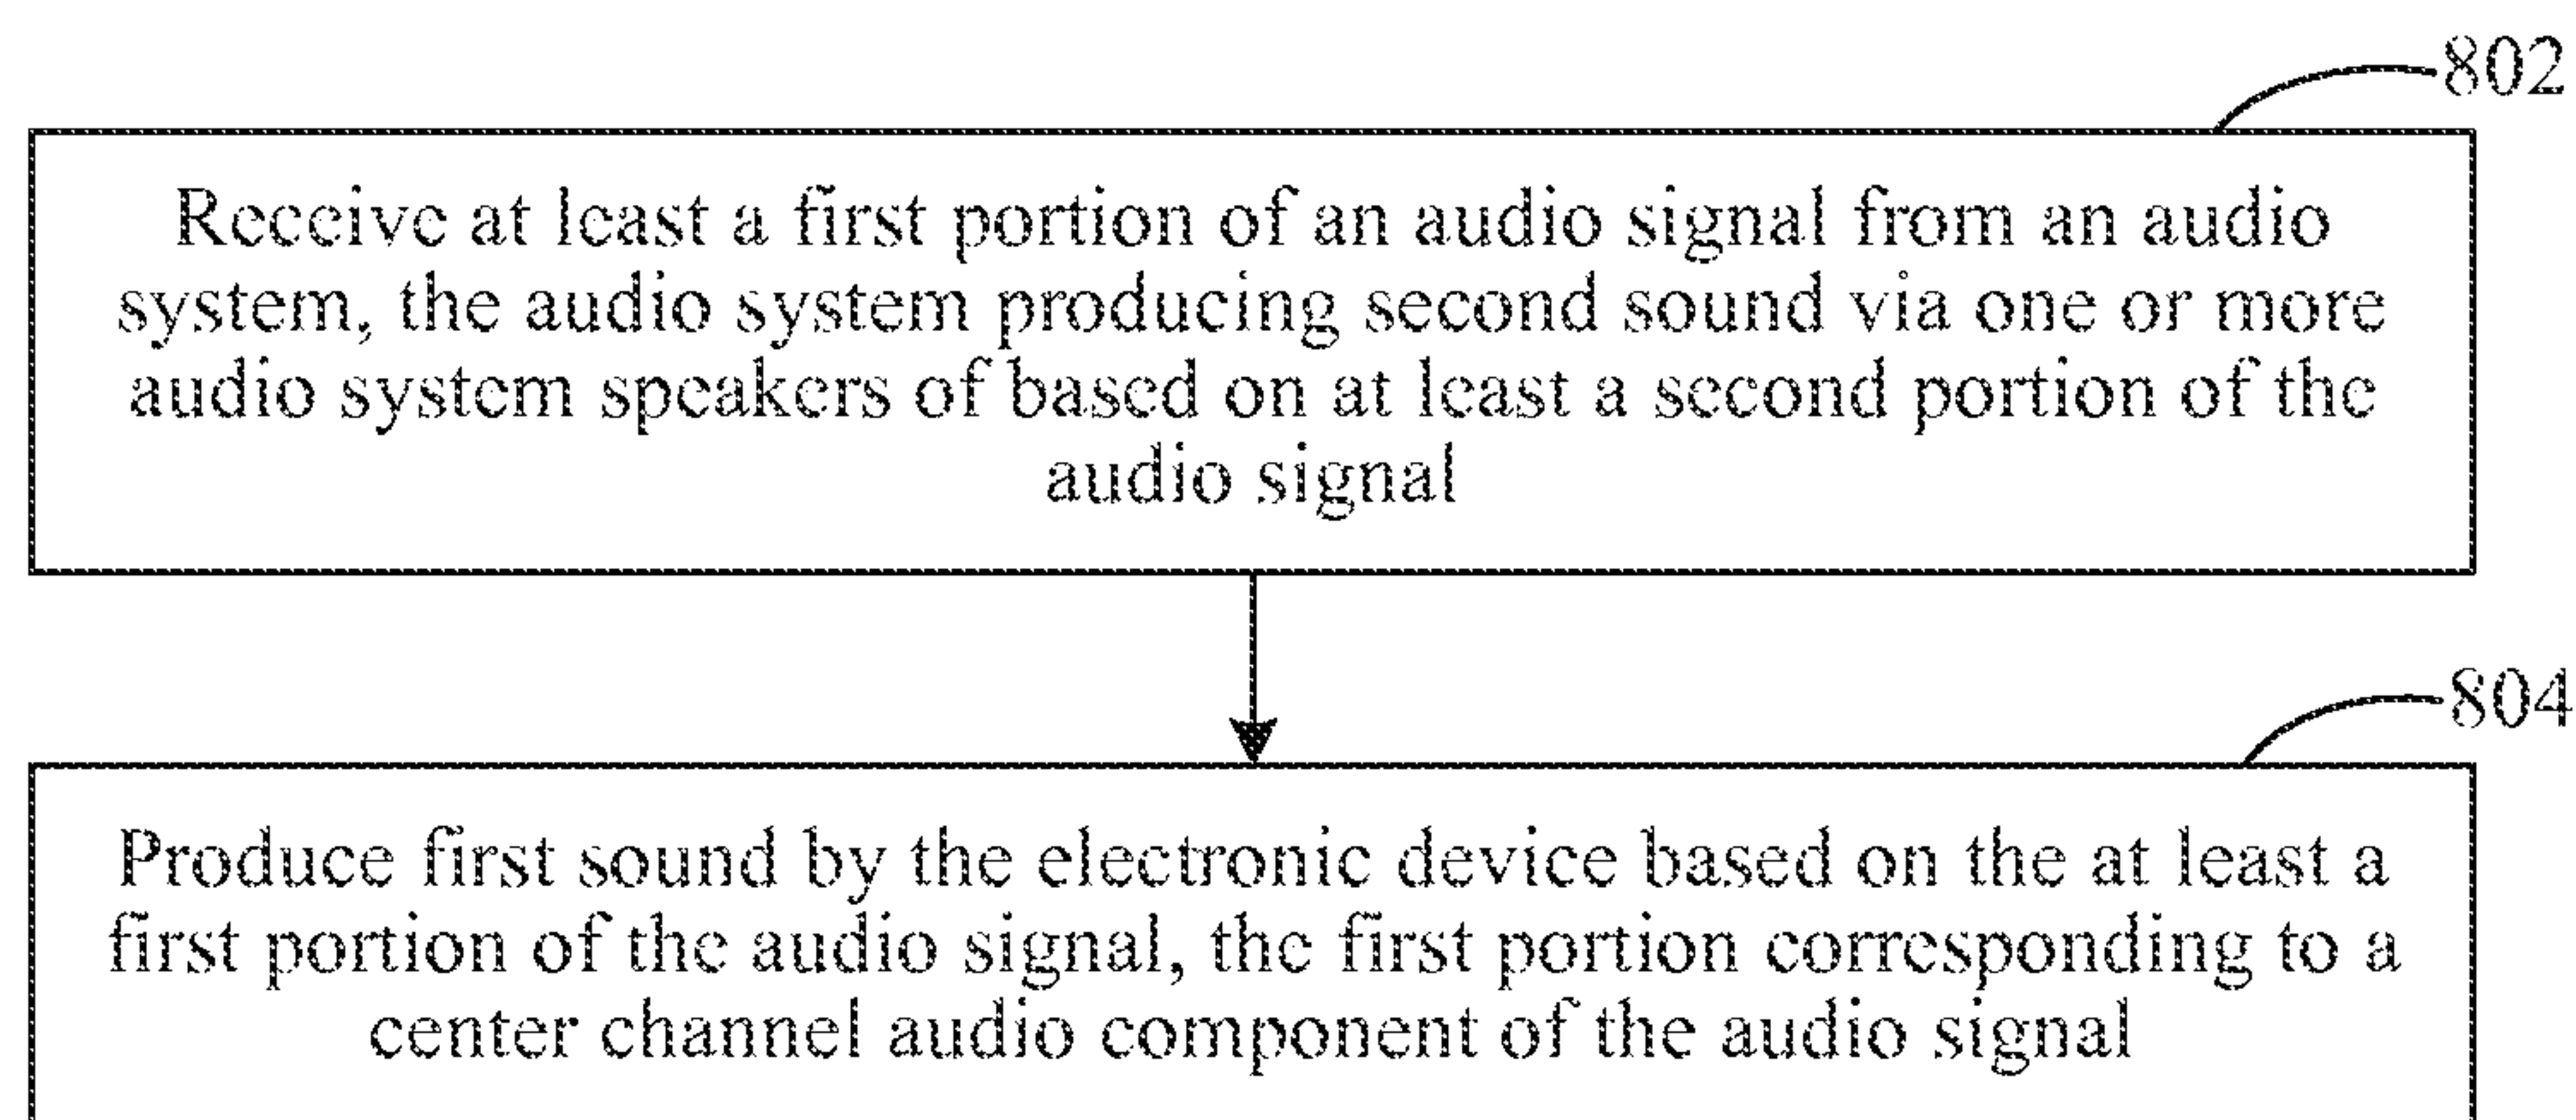 802
Receive at least a first portion of an audio signal from an audio
system, the audio system producing second sound via one or more
audio system speakers of based on at least a second portion of the
audio signal
804
Produce first sound by the electronic device based on the at least a
first portion of the audio signal, the first portion corresponding to a
center channel audio component of the audio signal